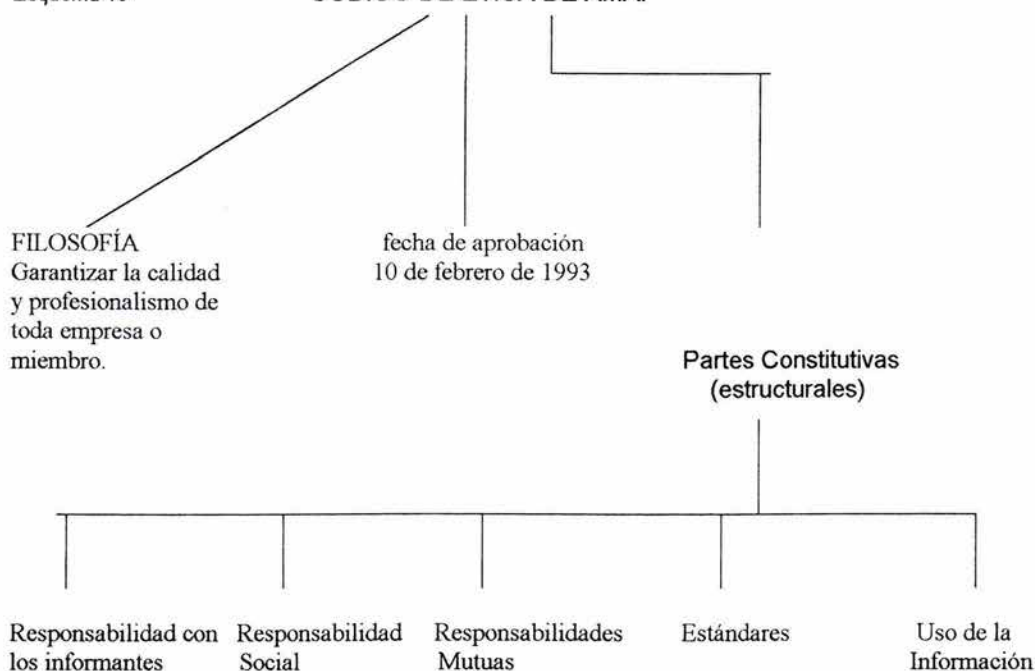 FILOSOFÍA
Garantizar la calidad
y profesionalismo de
toda empresa o
miembro.
fecha de aprobación
10 de febrero de 1993
Partes Constitutivas
(estructurales)
Responsabilidad con
los informantes
Responsabilidad
Social
Responsabilidades
Mutuas
Estándares
Uso de la
Información